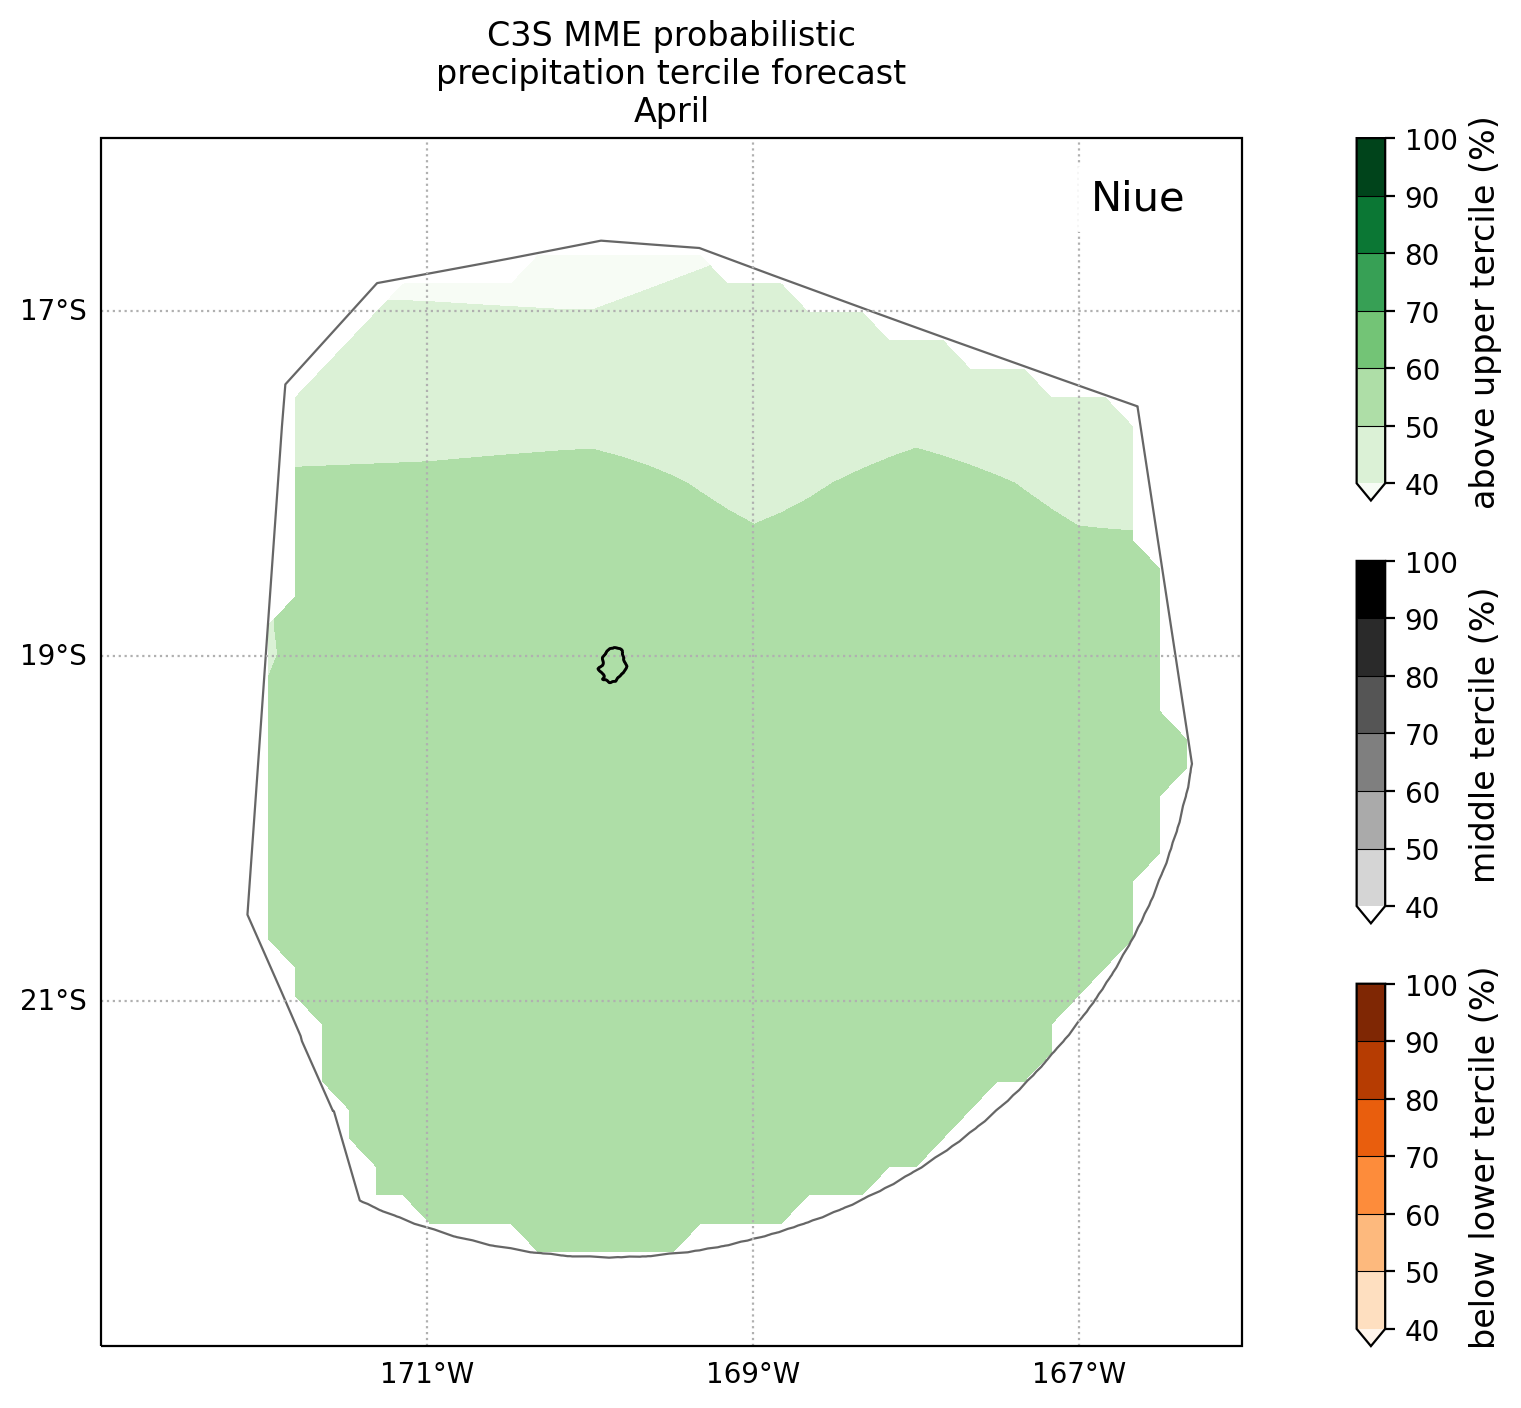 C3S MME probabilistic
precipitation tercile forecast
April
Niue
17°S
19°S
21°S
171°W
169°W
167°W
100
90
80
70
60
50
40
above upper tercile (%)
100
90
80
70
60
50
40
middle tercile (%)
100
90
80
70
60
50
40
below lower tercile (%)